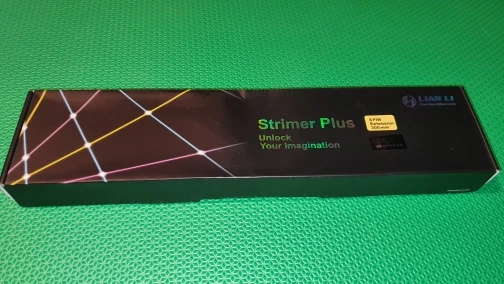 LIAN LI
Strimer Plus
8 PIN
Extension
300 mm
Unlock
Your Imagination